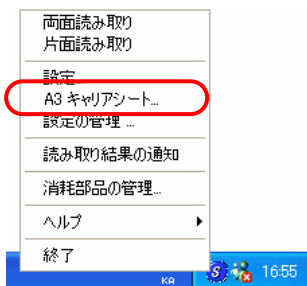 両面読み取り
片面読み取り
設定
A3 キャリアシート...
設定の管理 ...
読み取り結果の通知
消耗部品の管理...
ヘルプ
終了
KA
S
16:55